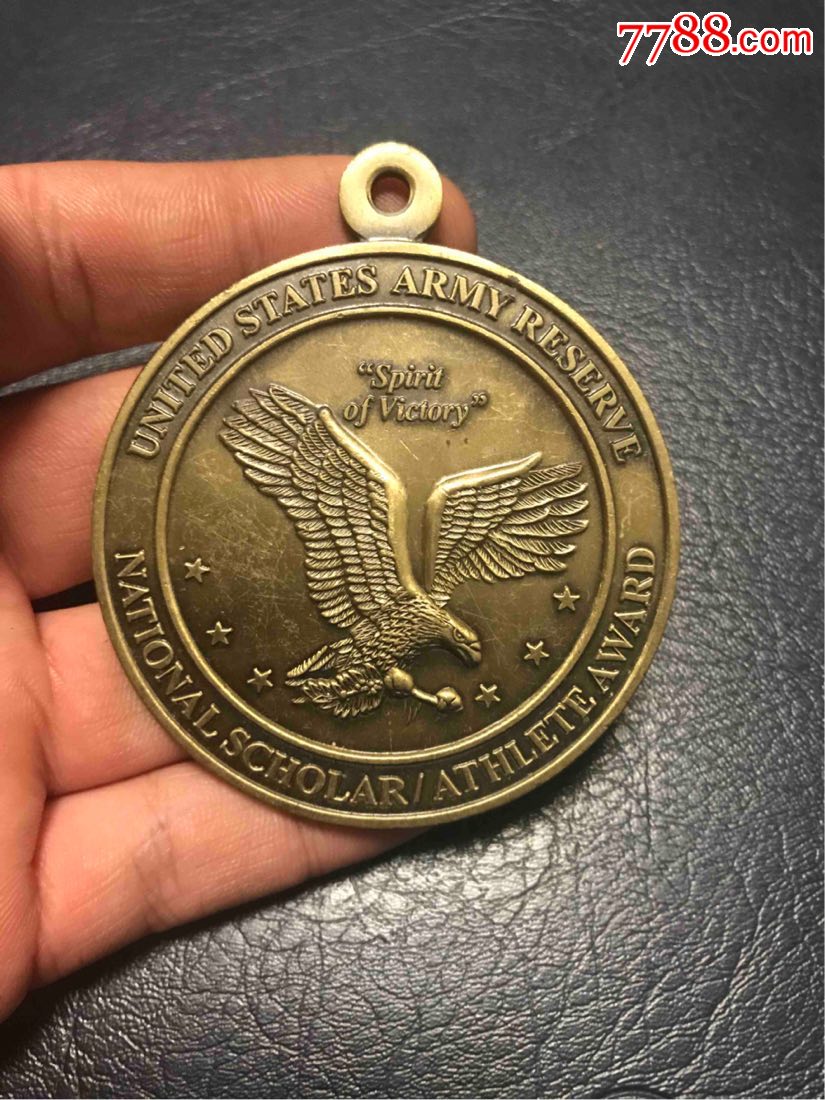 7788.com
UNITED STATES ARMY RESERVE
"Spirit
of Victory"
NATIONAL SCHOLAR/ATHLETE AWARD